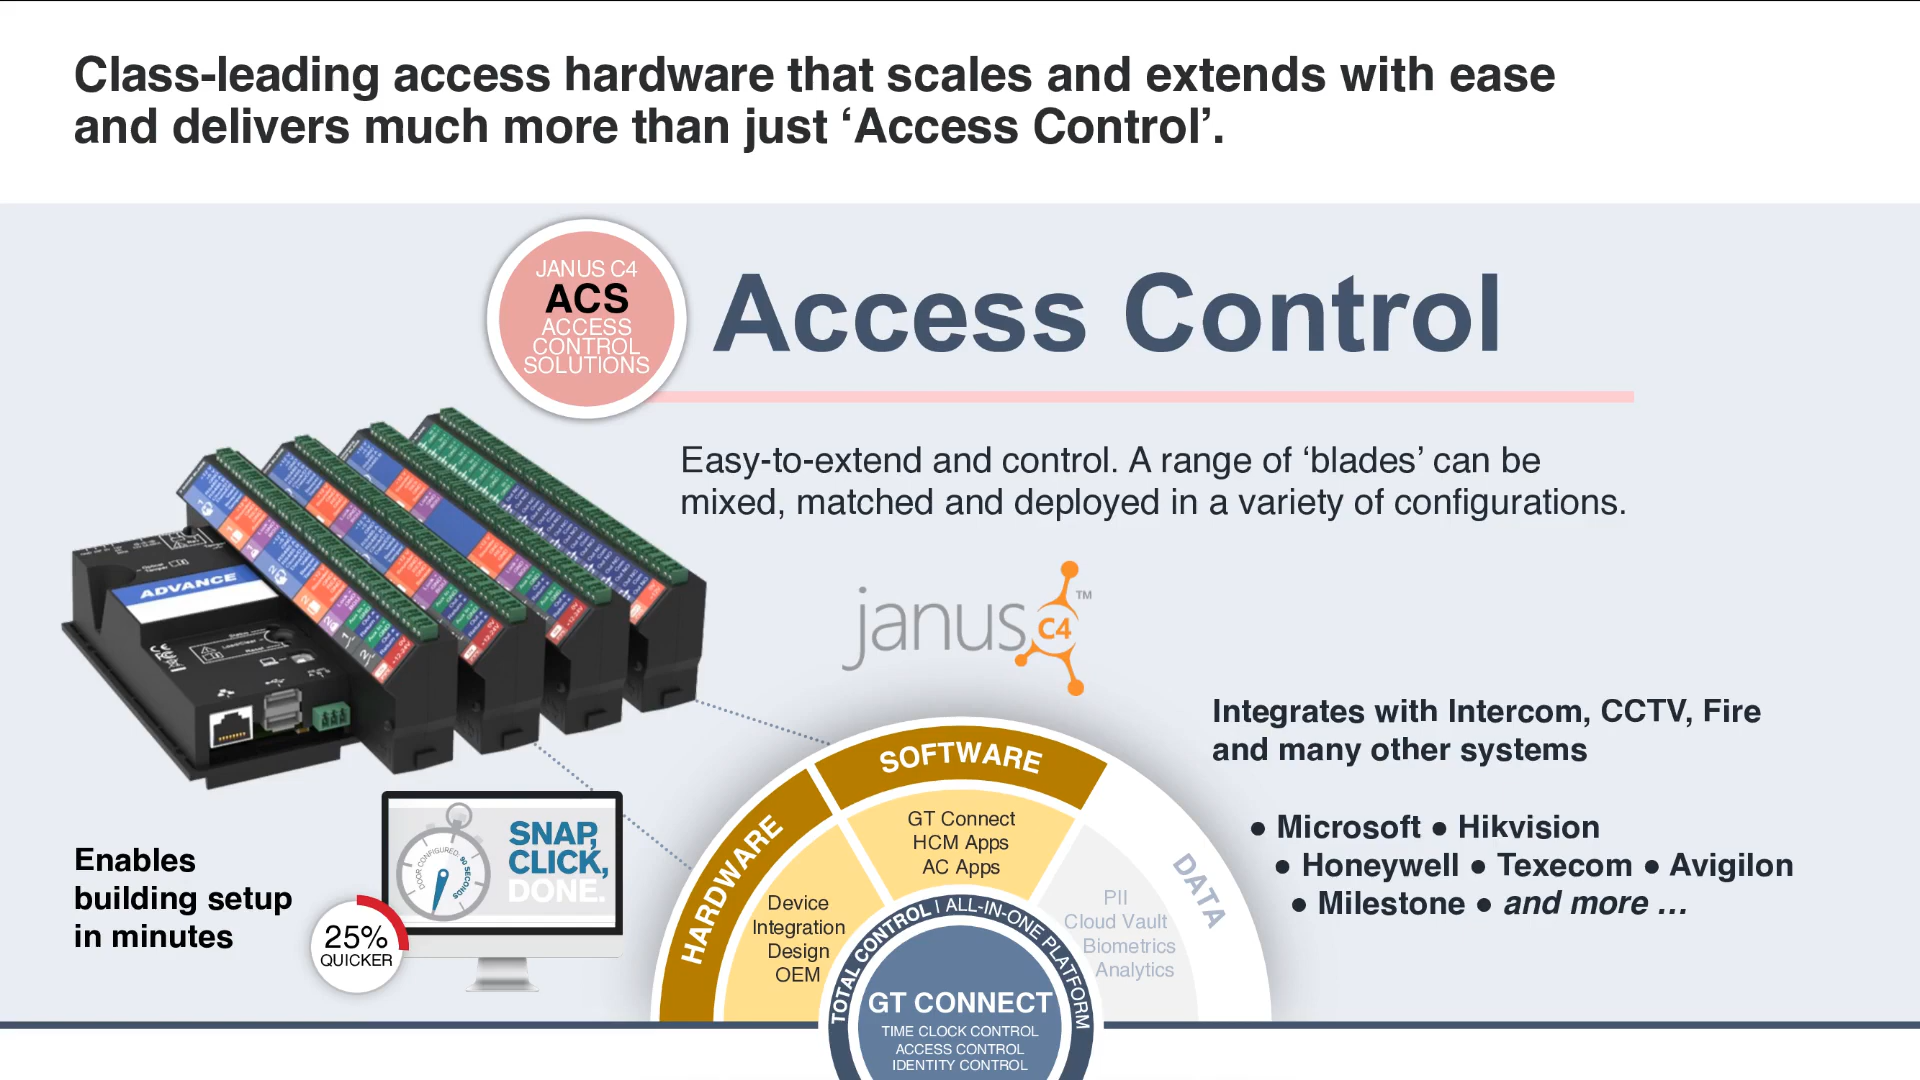 Class-leading access hardware that scales and extends with ease
and delivers much more than just ‘Access Control’.
JANUS C4
ACS
ACCESS
CONTROL
SOLUTIONS
Access Control
Easy-to-extend and control. A range of ‘blades’ can be
mixed, matched and deployed in a variety of configurations.
ADVANCE
janus C4 ™
Integrates with Intercom, CCTV, Fire
and many other systems
● Microsoft ● Hikvision
● Honeywell ● Texecom ● Avigilon
● Milestone ● and more …
Enables
building setup
in minutes
25%
QUICKER
DOOR CONFIGURED: 90 SECONDS
SNAP,
CLICK,
DONE.
HARDWARE
Device
Integration
Design
OEM
SOFTWARE
GT Connect
HCM Apps
AC Apps
DATA
PII
Cloud Vault
Biometrics
Analytics
TOTAL CONTROL | ALL-IN-ONE PLATFORM
GT CONNECT
TIME CLOCK CONTROL
ACCESS CONTROL
IDENTITY CONTROL